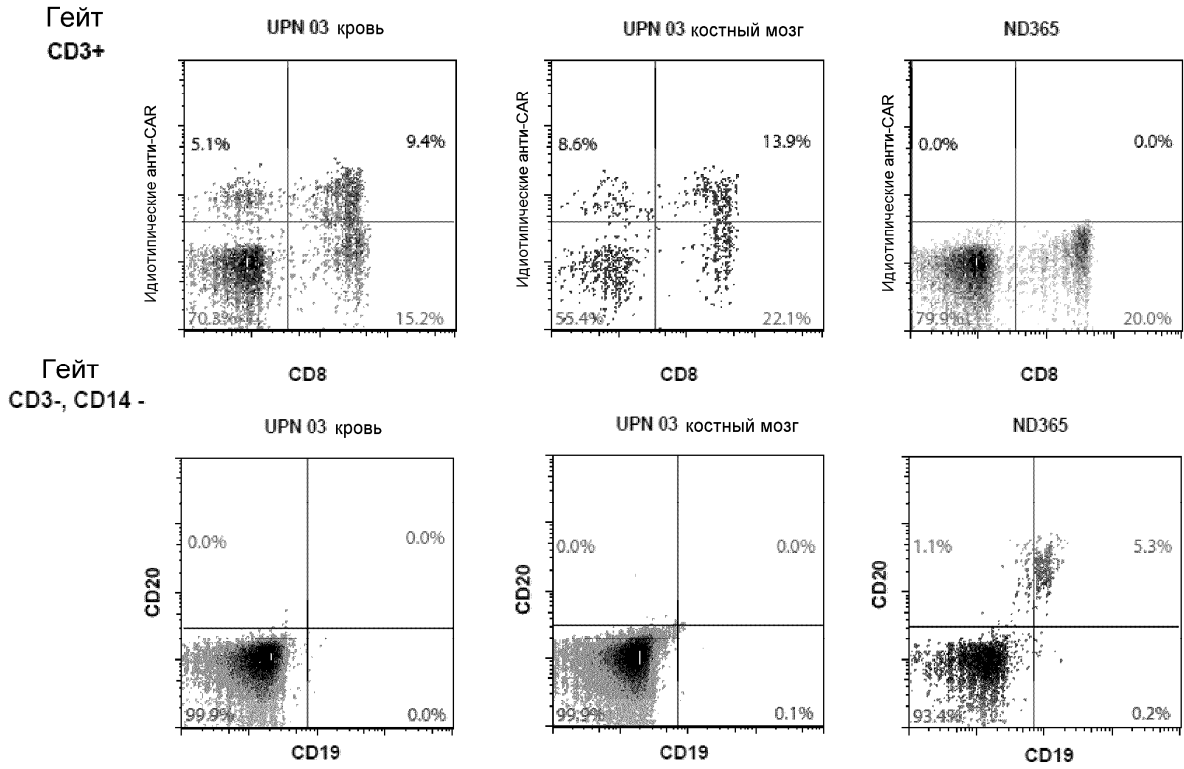 Гейт
CD3+
UPN 03 кровь
UPN 03 костный мозг
ND365
Идиотипические анти-CAR
5.1%
9.4%
70.3%
15.2%
CD8
Идиотипические анти-CAR
8.6%
13.9%
55.4%
22.1%
CD8
Идиотипические анти-CAR
0.0%
0.0%
79.9%
20.0%
CD8
Гейт
CD3-, CD14 -
UPN 03 кровь
UPN 03 костный мозг
ND365
CD20
0.0%
0.0%
99.9%
0.0%
CD19
CD20
0.0%
0.0%
99.9%
0.1%
CD19
CD20
1.1%
5.3%
93.4%
0.2%
CD19